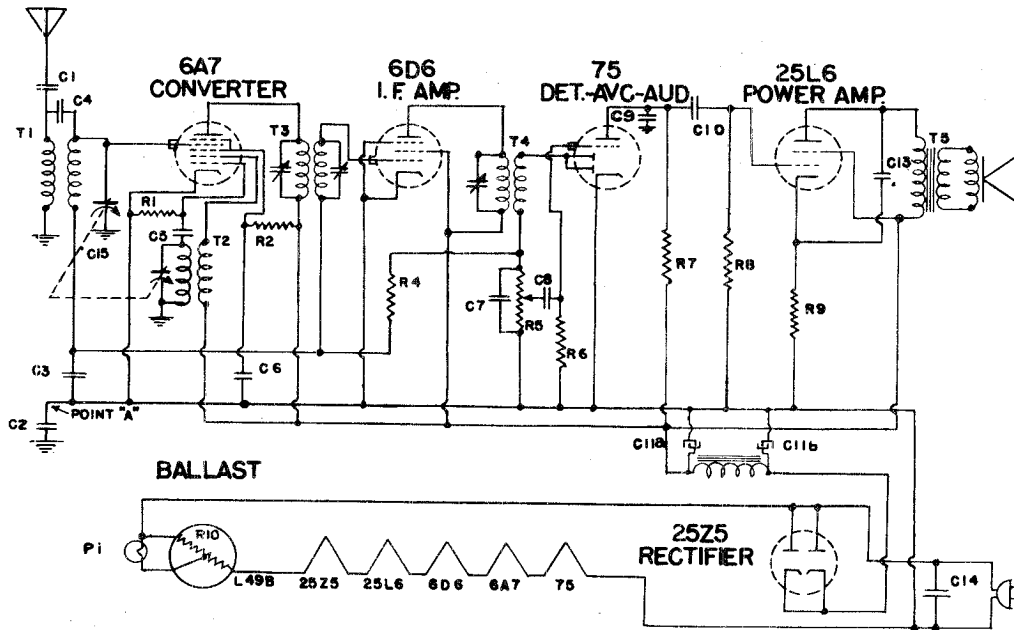 6A7
CONVERTER
6D6
I.F. AMP.
75
DET.-AVC-AUD
25L6
POWER AMP.
C1
C4
T1
T3
T4
C9
C10
C13
T5
R1
C5
T2
R2
C15
R4
C7
C8
R5
R6
R7
R8
R9
C3
C6
POINT "A"
C2
C11a
C11b
BALLAST
R10
Pi
L49B
25Z5
25L6
6D6
6A7
75
25Z5
RECTIFIER
C14